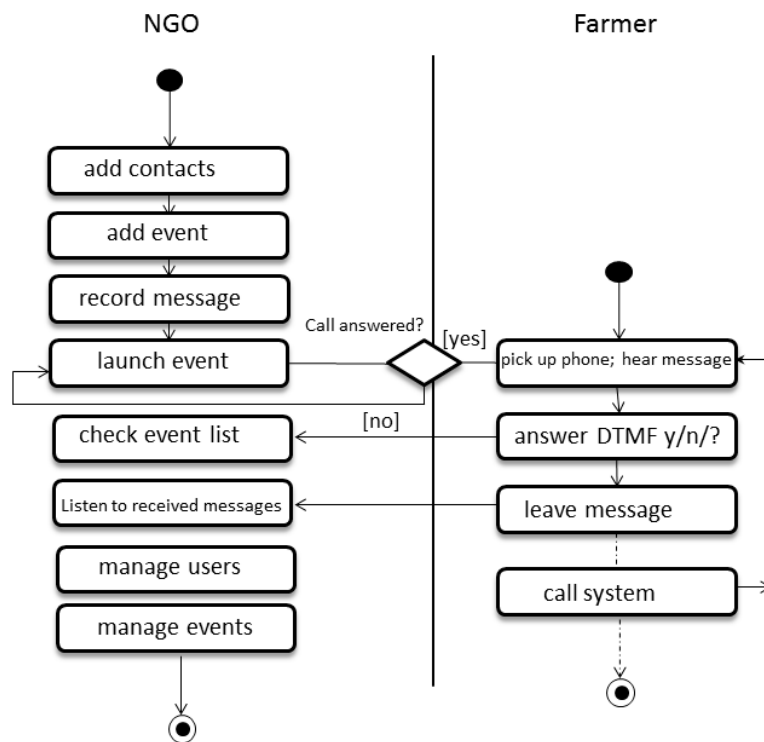 NGO
Farmer
add contacts
add event
record message
Call answered?
[yes]
launch event
pick up phone; hear message
[no]
check event list
answer DTMF y/n/?
Listen to received messages
leave message
manage users
call system
manage events